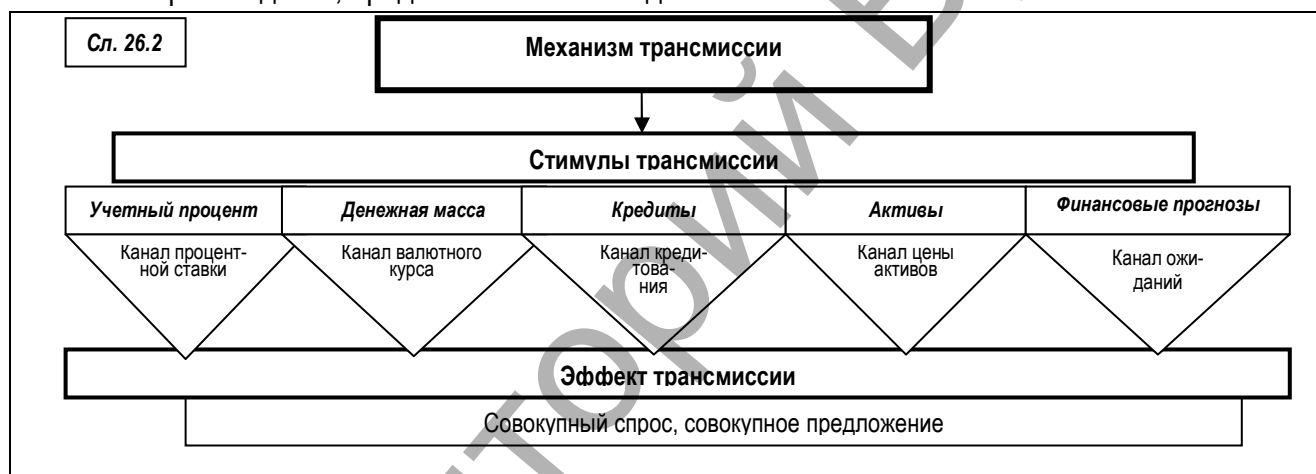 Сл. 26.2
Механизм трансмиссии
Стимулы трансмиссии
Учетный процент
Денежная масса
Кредиты
Активы
Финансовые прогнозы
Канал процент-
ной ставки
Канал валютного
курса
Канал креди-
това-
ния
Канал цены
активов
Канал ожи-
даний
Эффект трансмиссии
Совокупный спрос, совокупное предложение